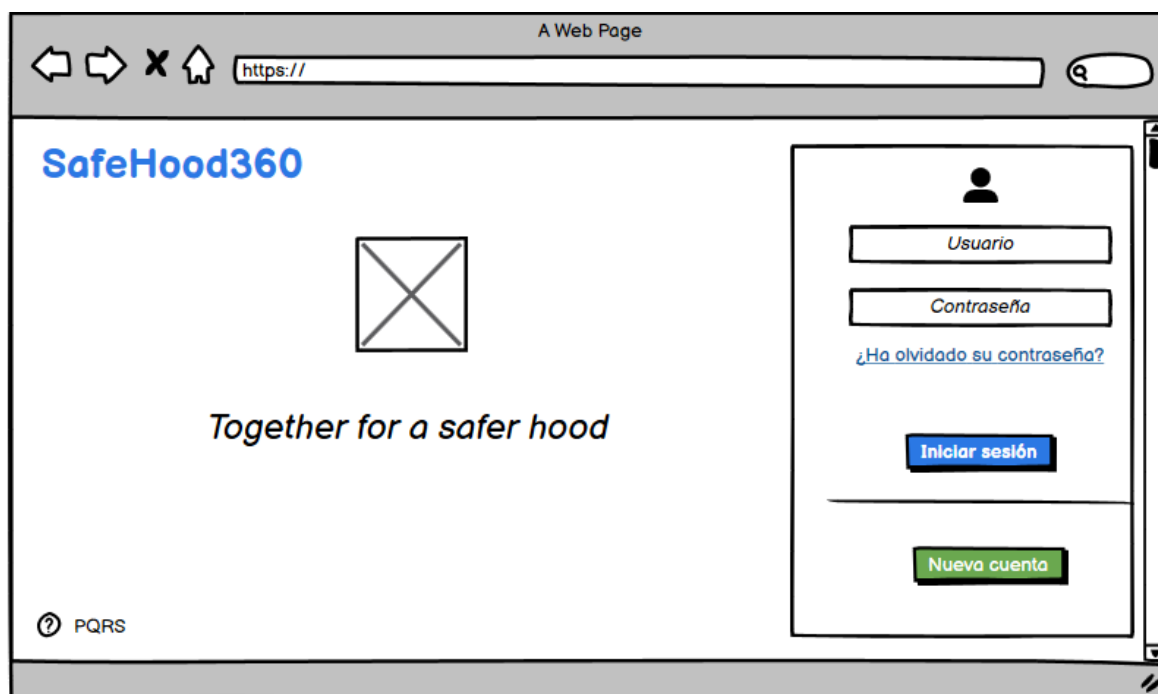 A Web Page
https://
SafeHood360
Together for a safer hood
PQRS
Usuario
Contraseña
¿Ha olvidado su contraseña?
Iniciar sesión
Nueva cuenta